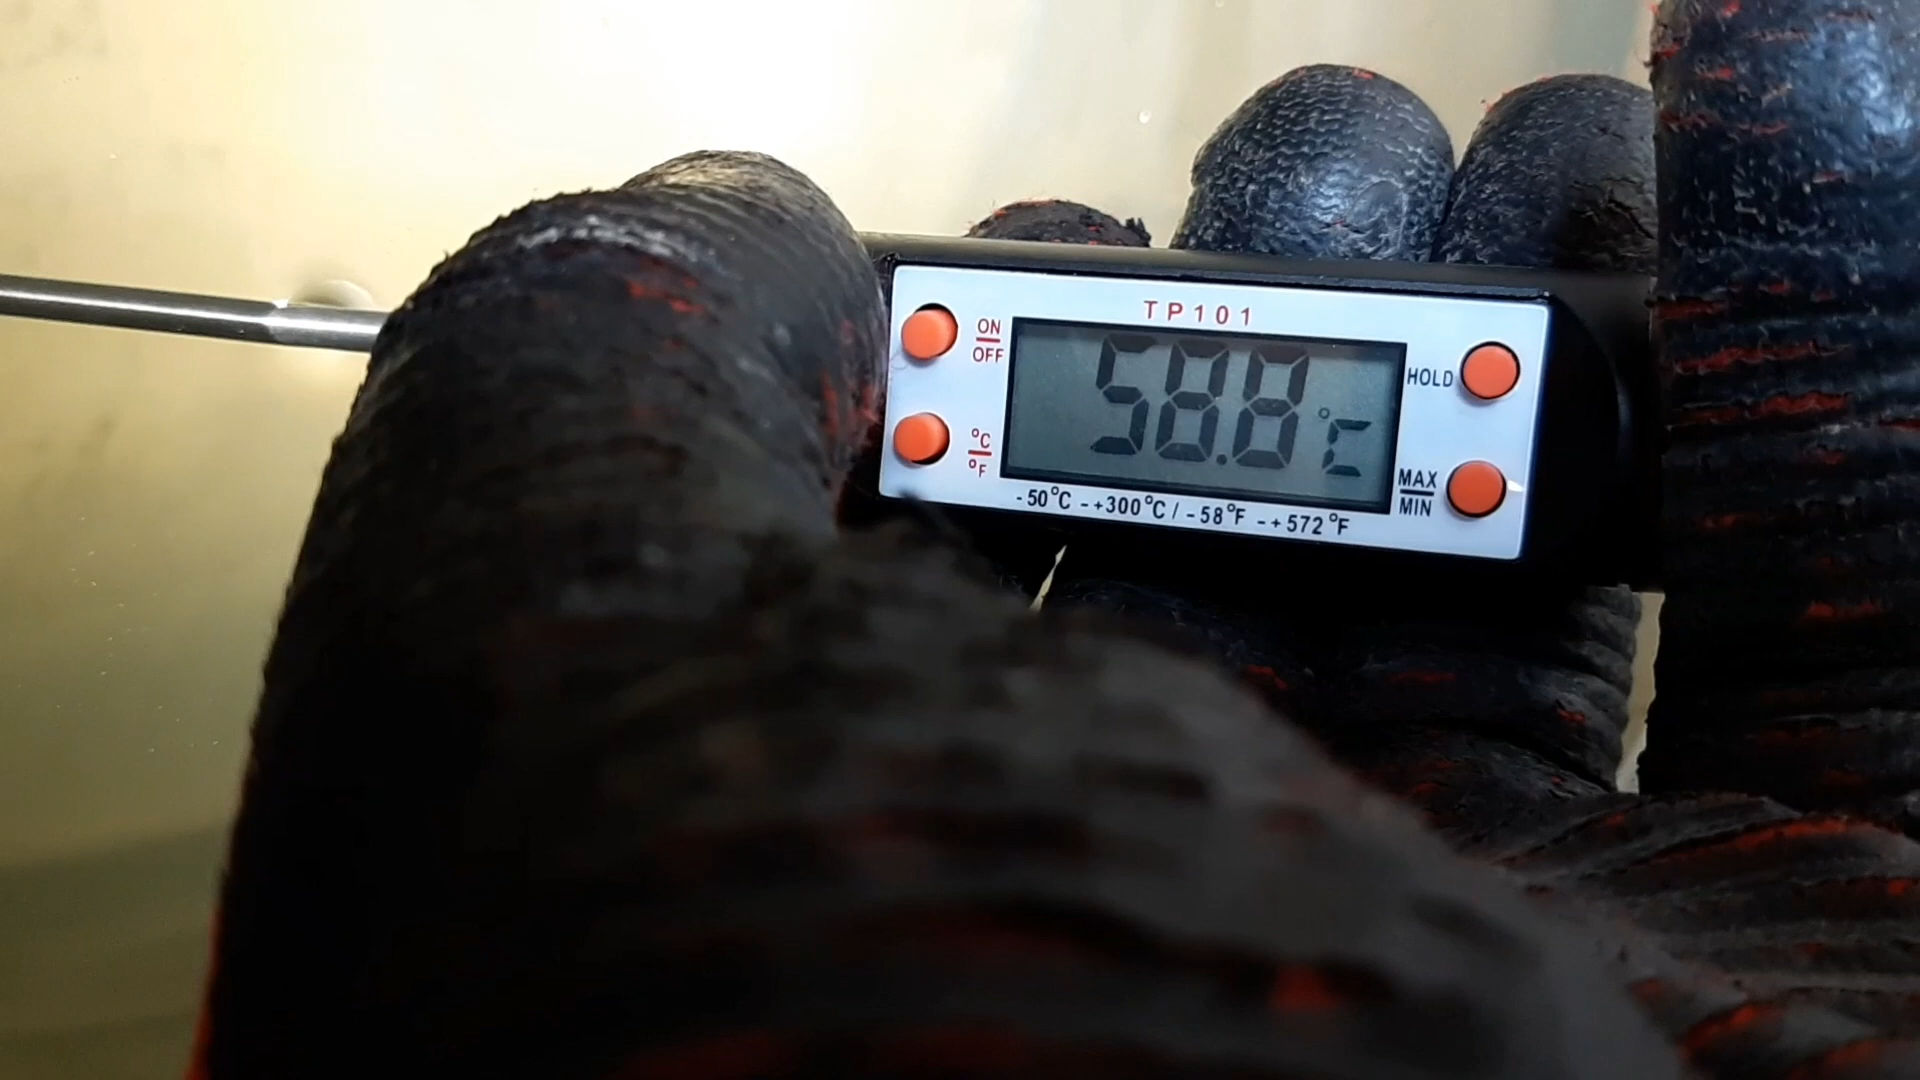 TP101
ON
OFF
HOLD
58.8°C
°C
°F
MAX
MIN
-50°C -+300°C / -58°F -+572°F